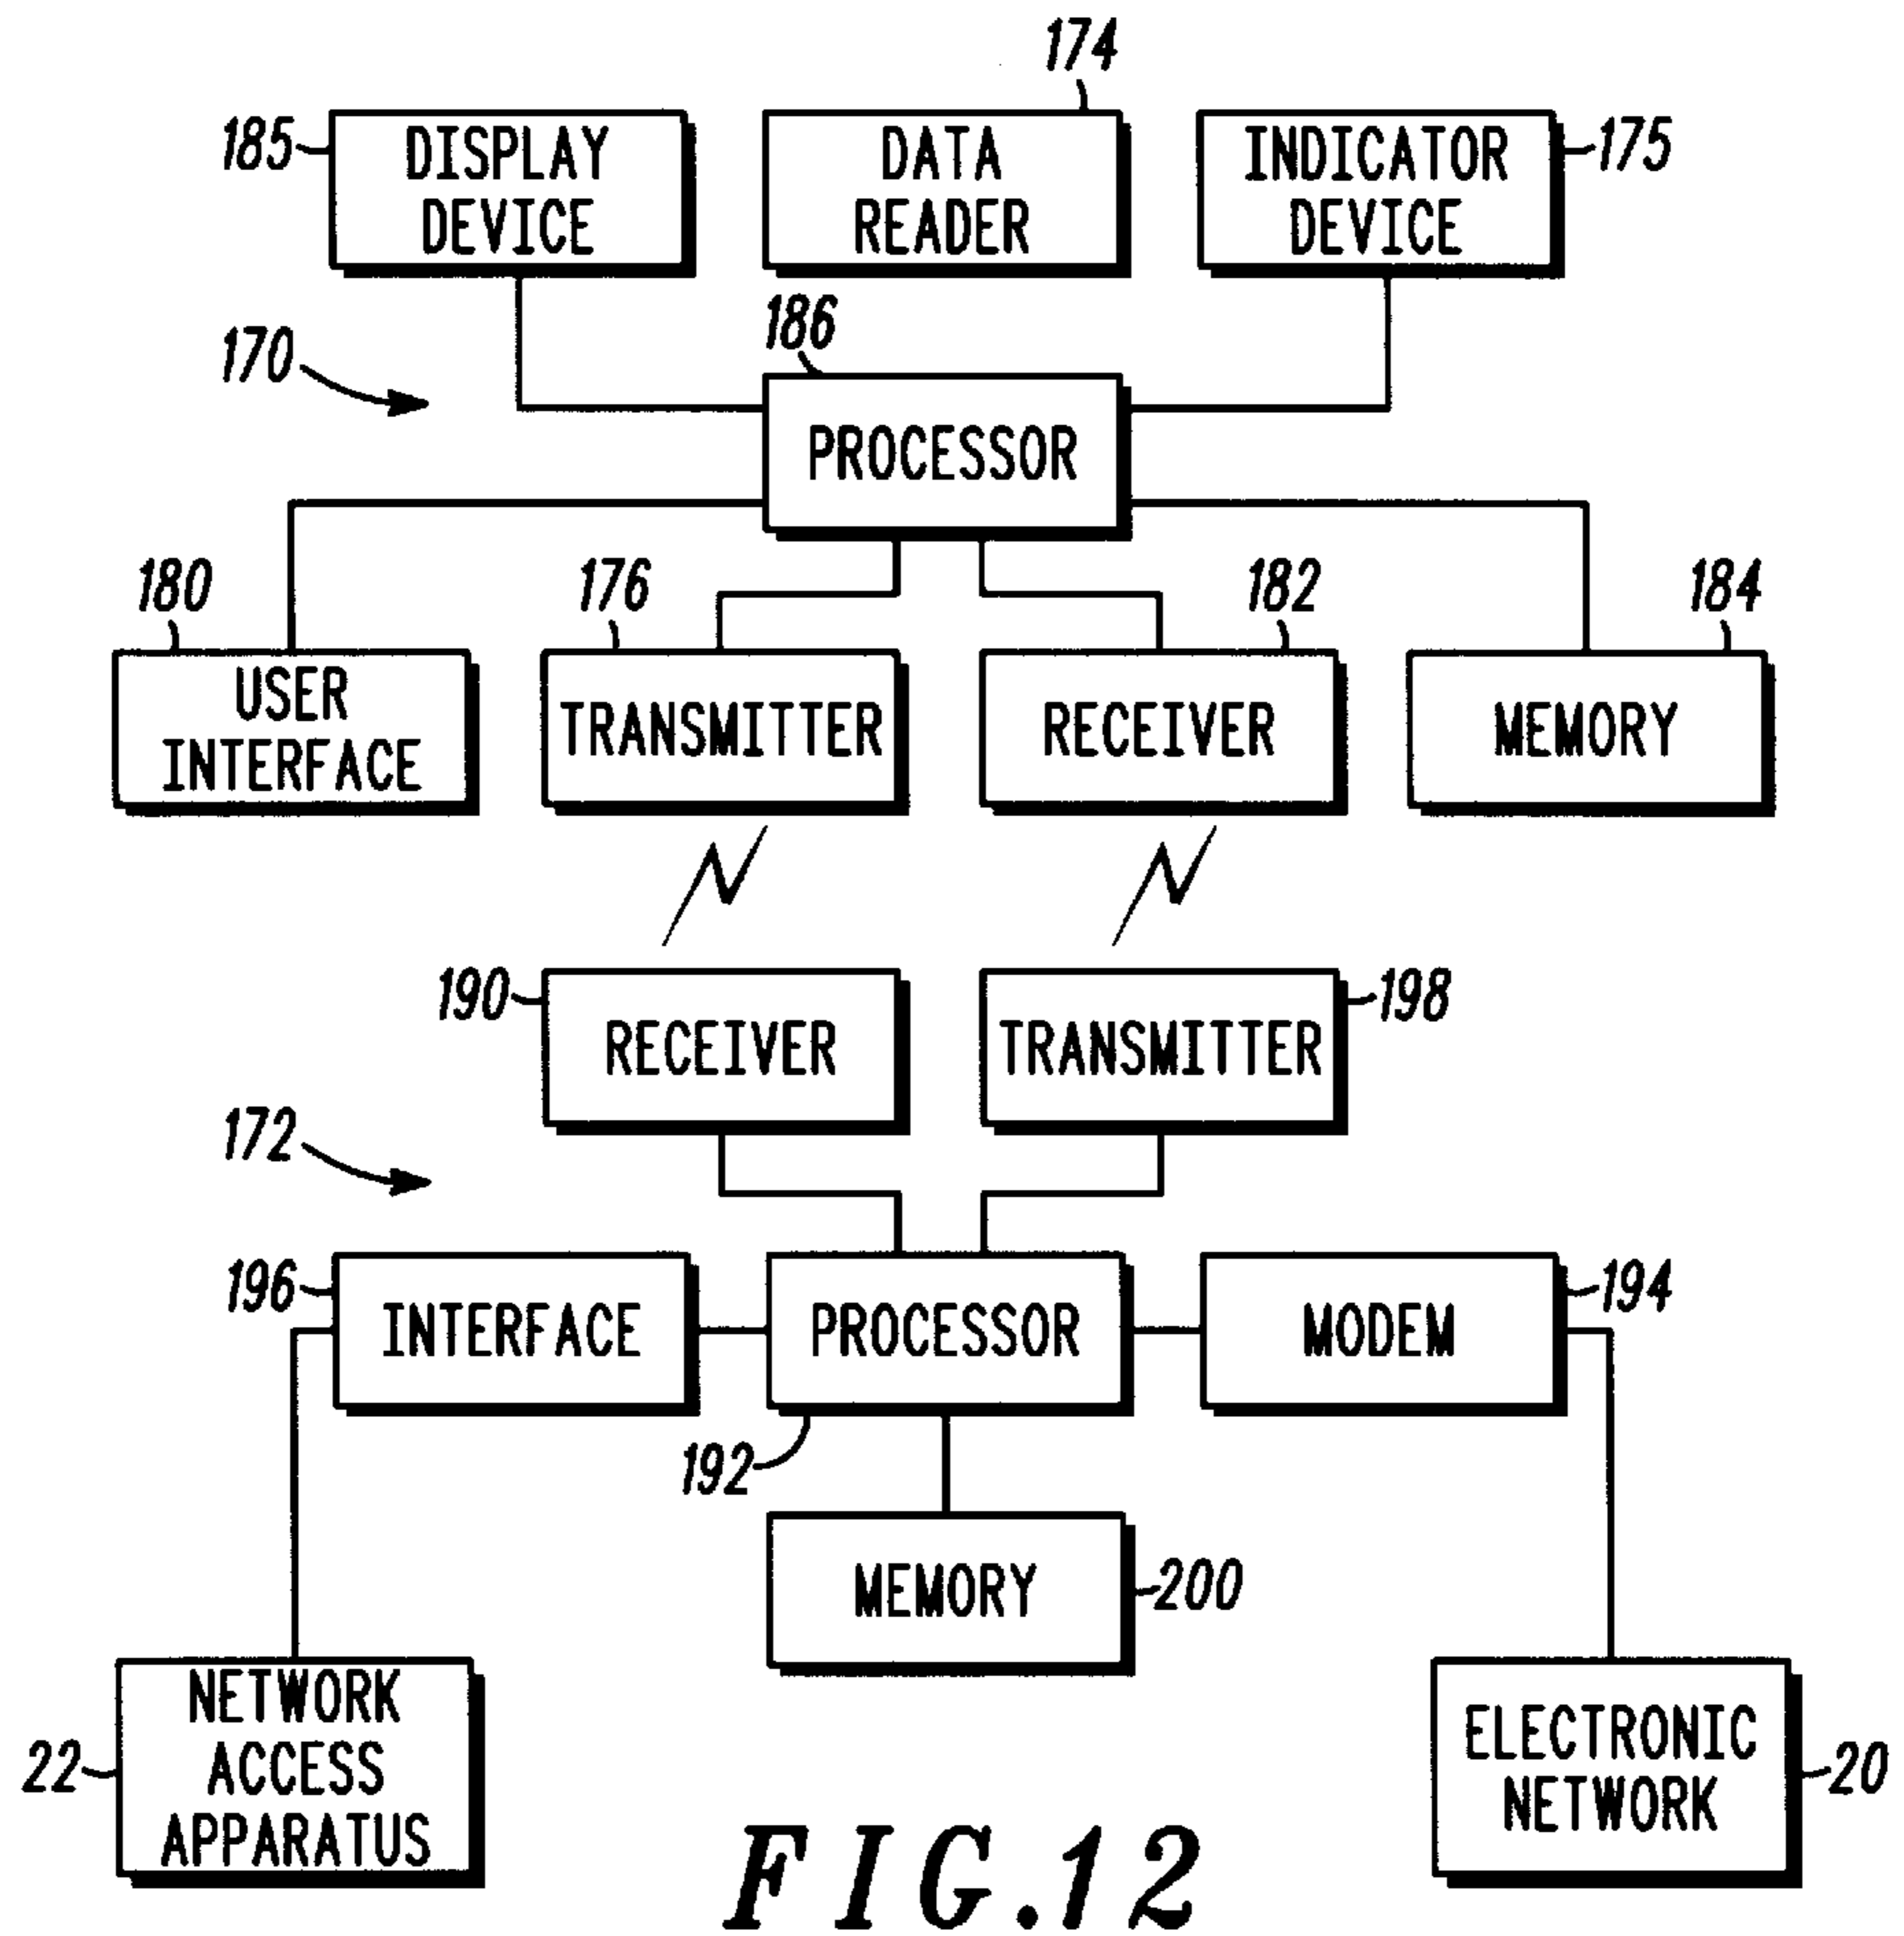 174
185
DISPLAY
DEVICE
DATA
READER
INDICATOR
DEVICE
175
186
170
PROCESSOR
180
176
182
184
USER
INTERFACE
TRANSMITTER
RECEIVER
MEMORY
190
RECEIVER
TRANSMITTER
198
172
196
INTERFACE
PROCESSOR
MODEM
194
192
MEMORY
200
22
NETWORK
ACCESS
APPARATUS
ELECTRONIC
NETWORK
20
FIG.12